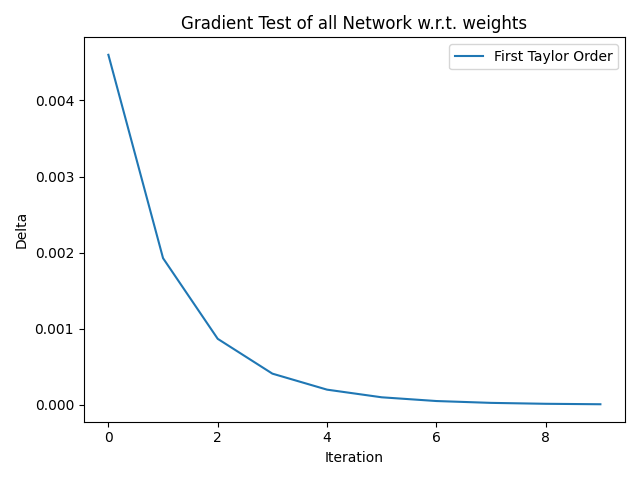 Gradient Test of all Network w.r.t. weights
First Taylor Order
0.004
0.003
0.002
0.001
0.000
Delta
0 2 4 6 8
Iteration